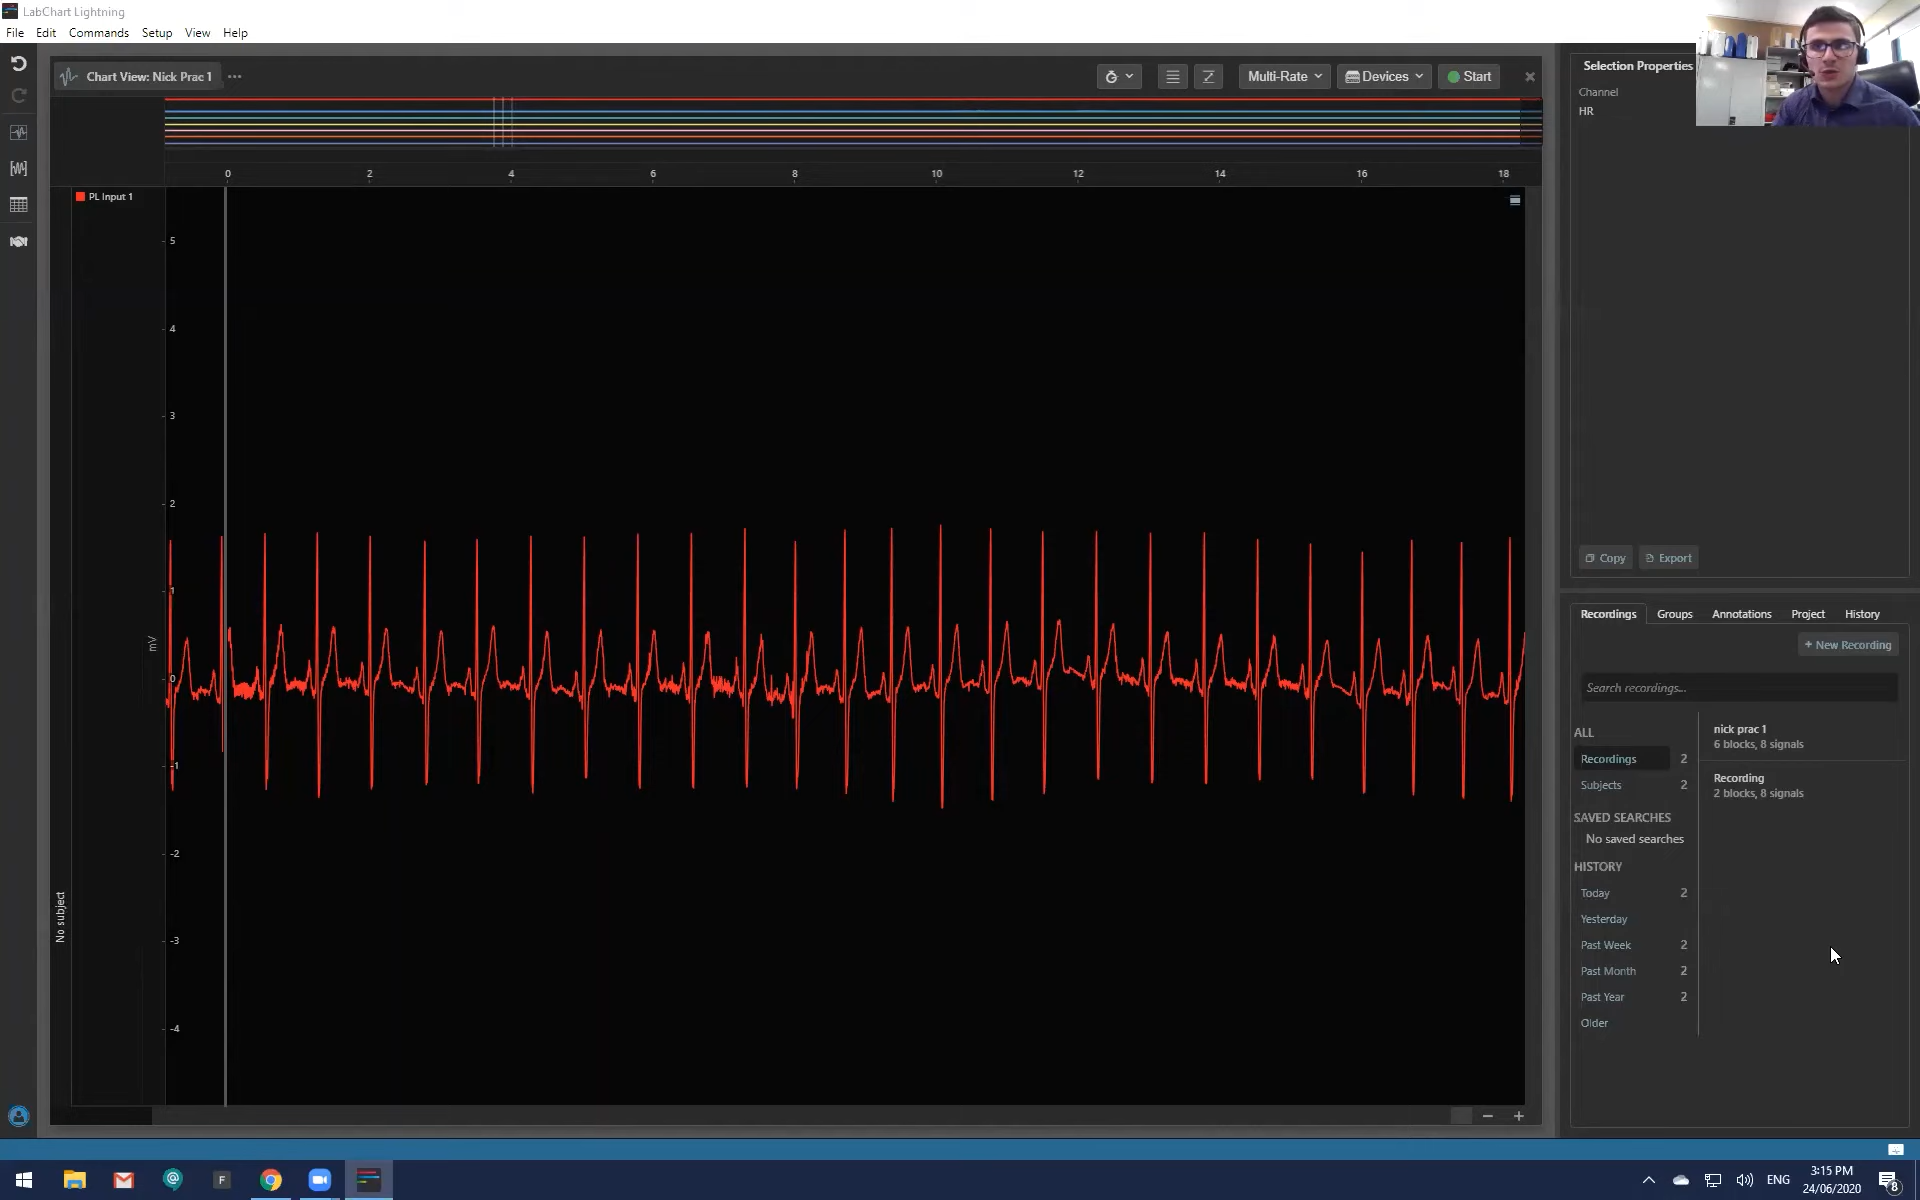 LabChart Lightning
File Edit Commands Setup View Help
Chart View: Nick Prac 1 ...
Multi-Rate Devices Start
0 2 4 6 8 10 12 14 16 18
PL Input 1
5
4
3
2
1
0
-1
-2
-3
-4
mV
No subject
Selection Properties
Channel
HR
Copy Export
Recordings Groups Annotations Project History
+ New Recording
Search recordings...
ALL
Recordings 2
Subjects 2
SAVED SEARCHES
No saved searches
HISTORY
Today 2
Yesterday
Past Week 2
Past Month 2
Past Year 2
Older
nick prac 1
6 blocks, 8 signals
Recording
2 blocks, 8 signals
F
ENG
3:15 PM
24/06/2020
8